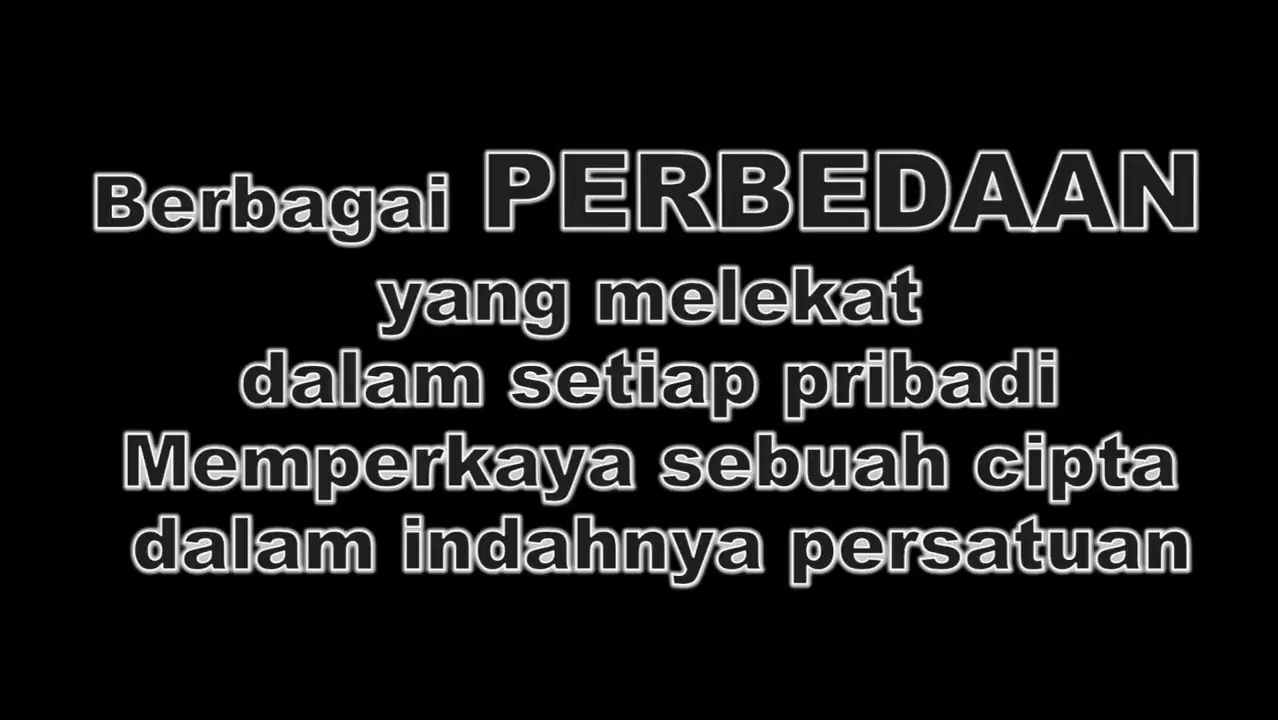 Berbagai PERBEDAAN
yang melekat
dalam setiap pribadi
Memperkaya sebuah cipta
dalam indahnya persatuan